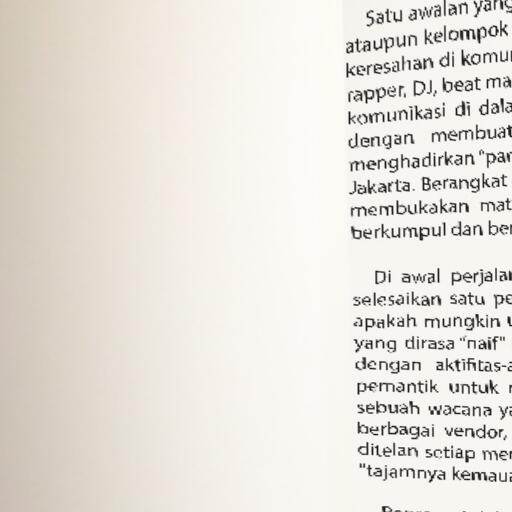 Satu awalan yang
ataupun kelompok
keresahan di komu
rapper, DJ, beat ma
komunikasi di dala
dengan membuat
menghadirkan "par
Jakarta. Berangkat
membukakan mat
berkumpul dan ber
Di awal perjalan
selesaikan satu pe
apakah mungkin u
yang dirasa "naif"
dengan aktifitas-a
pemantik untuk
sebuah wacana ya
berbagai vendor,
ditelan setiap mer
"tajamnya kemaua